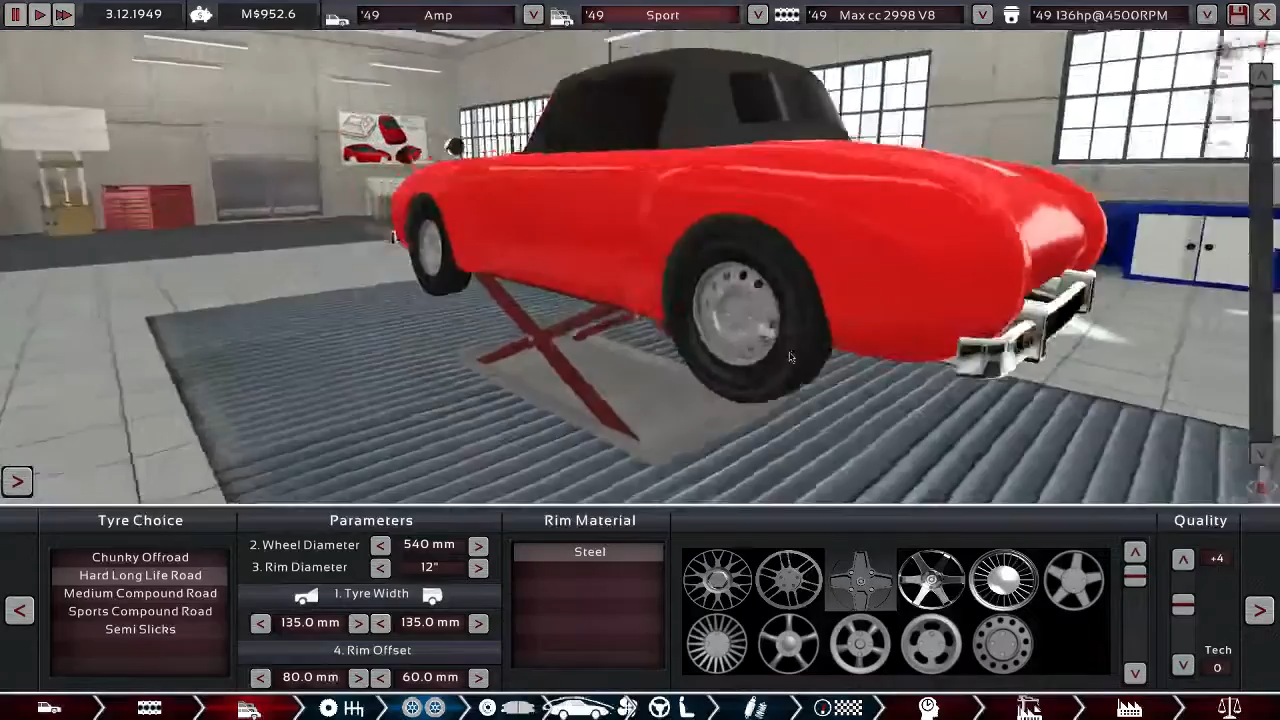 3.12.1949
M$952.6
'49 Amp
'49 Sport
'49 Max cc 2998 V8
'49 136hp@4500RPM
Tyre Choice
Chunky Offroad
Hard Long Life Road
Medium Compound Road
Sports Compound Road
Semi Slicks
Parameters
2. Wheel Diameter < 540 mm >
3. Rim Diameter < 12" >
1. Tyre Width
< 135.0 mm > < 135.0 mm >
4. Rim Offset
< 80.0 mm > < 60.0 mm >
Rim Material
Steel
Quality
+4
Tech
0